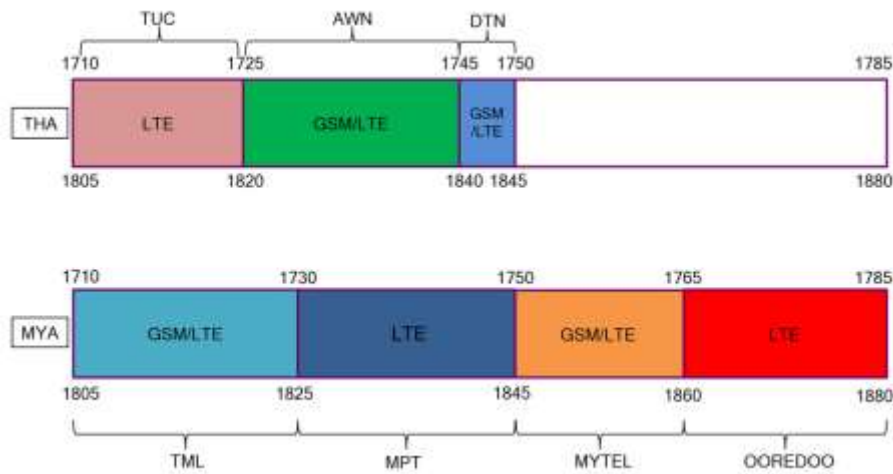 TUC AWN DTN
1710 1725 1745 1750 1785
THA LTE GSM/LTE GSM
/LTE
1805 1820 1840 1845 1880
1710 1730 1750 1765 1785
MYA GSM/LTE LTE GSM/LTE LTE
1805 1825 1845 1860 1880
TML MPT MYTEL OOREDOO